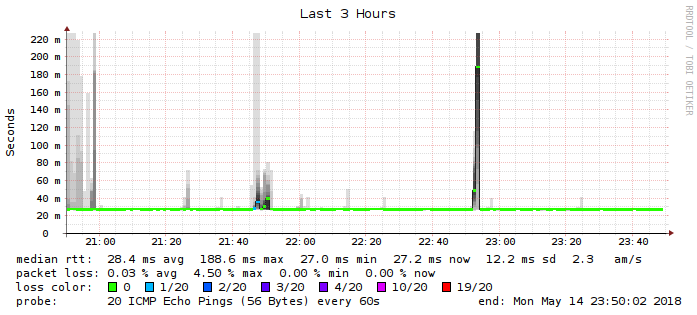 Last 3 Hours
RRDTOOL / TOBI OETIKER
Seconds
220 m
200 m
180 m
160 m
140 m
120 m
100 m
80 m
60 m
40 m
20 m
0
21:00 21:20 21:40 22:00 22:20 22:40 23:00 23:20 23:40
median rtt: 28.4 ms avg 188.6 ms max 27.0 ms min 27.2 ms now 12.2 ms sd 2.3 am/s
packet loss: 0.03 % avg 4.50 % max 0.00 % min 0.00 % now
loss color: 0 1/20 2/20 3/20 4/20 10/20 19/20
probe: 20 ICMP Echo Pings (56 Bytes) every 60s end: Mon May 14 23:50:02 2018